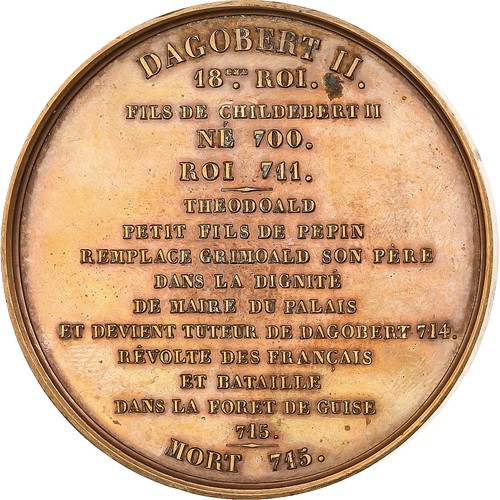 DAGOBERT II.
18ème. ROI.
FILS DE CHILDEBERT II
NÉ 700.
ROI 711.
THEODOALD
PETIT FILS DE PEPIN
REMPLACE GRIMOALD SON PÈRE
DANS LA DIGNITÉ
DE MAIRE DU PALAIS
ET DEVIENT TUTEUR DE DAGOBERT 714.
RÉVOLTE DES FRANÇAIS
ET BATAILLE
DANS LA FORET DE GUISE
715.
MORT 715.